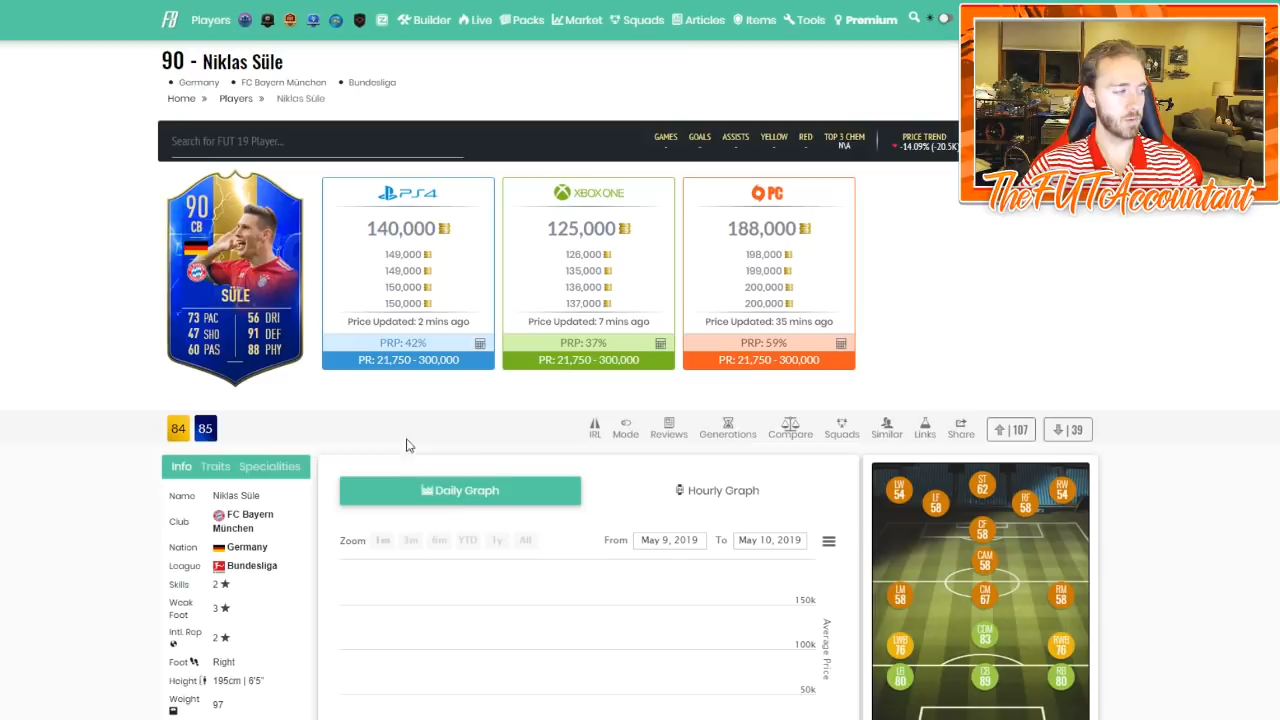 F8 Players Builder Live Packs Market Squads Articles Items Tools Premium
90 - Niklas Süle
Germany FC Bayern München Bundesliga
Home » Players » Niklas Süle
Search for FUT 19 Player...
GAMES GOALS ASSISTS YELLOW RED TOP 3 CHEM PRICE TREND
- - - - - N\A -14.09% (-20.5K
TheFUTAccountant
90
CB
SÜLE
73 PAC 56 DRI
47 SHO 91 DEF
60 PAS 88 PHY
PS4
140,000
149,000
149,000
150,000
150,000
Price Updated: 2 mins ago
PRP: 42%
PR: 21,750 - 300,000
XBOX ONE
125,000
126,000
135,000
136,000
137,000
Price Updated: 7 mins ago
PRP: 37%
PR: 21,750 - 300,000
PC
188,000
198,000
199,000
200,000
200,000
Price Updated: 35 mins ago
PRP: 59%
PR: 21,750 - 300,000
84 85
IRL Mode Reviews Generations Compare Squads Similar Links Share | 107 | 39
Info Traits Specialities
Name Niklas Süle
Club FC Bayern München
Nation Germany
League Bundesliga
Skills 2
Weak Foot 3
Intl. Rep 2
Foot Right
Height 195cm | 6'5"
Weight 97
Daily Graph Hourly Graph
Zoom 1m 3m 6m YTD 1y All From May 9, 2019 To May 10, 2019
150k
100k
50k
Average Price
LW 54
ST 62
RW 54
LF 58
RF 58
CF 58
CAM 58
LM 58
CM 67
RM 58
CDM 83
LWB 76
RWB 76
LB 80
CB 89
RB 80